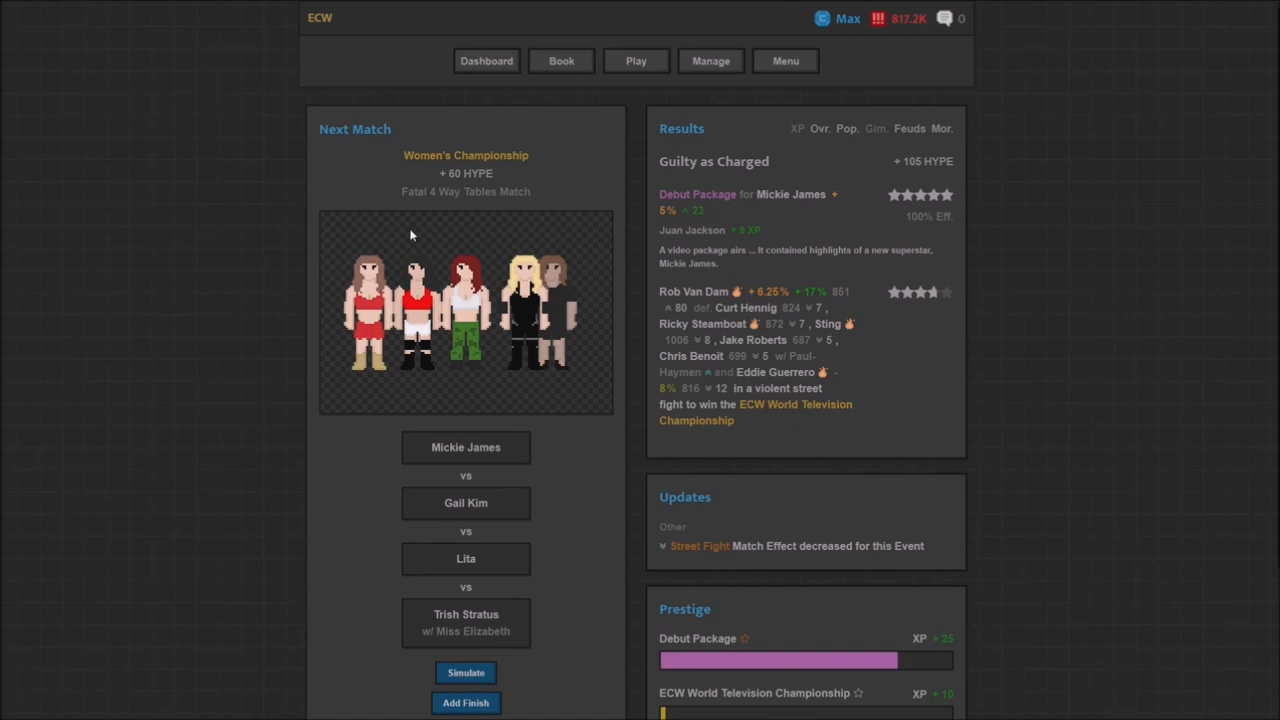 ECW
Max 817.2K 0
Dashboard Book Play Manage Menu
Next Match
Women's Championship
+ 60 HYPE
Fatal 4 Way Tables Match
Mickie James
vs
Gail Kim
vs
Lita
vs
Trish Stratus
w/ Miss Elizabeth
Simulate
Add Finish
Results XP Ovr. Pop. Gim. Feuds Mor.
Guilty as Charged + 105 HYPE
Debut Package for Mickie James +
5% 23
100% Eff.
Juan Jackson + 9 XP
A video package airs ... It contained highlights of a new superstar,
Mickie James.
Rob Van Dam + 6.25% + 17% 851
80 def. Curt Hennig 824 7 ,
Ricky Steamboat 872 7 , Sting
1006 8 , Jake Roberts 687 5 ,
Chris Benoit 699 5 w/ Paul-
Haymen and Eddie Guerrero -
8% 816 12 in a violent street
fight to win the ECW World Television
Championship
Updates
Other
Street Fight Match Effect decreased for this Event
Prestige
Debut Package XP + 25
ECW World Television Championship XP + 10